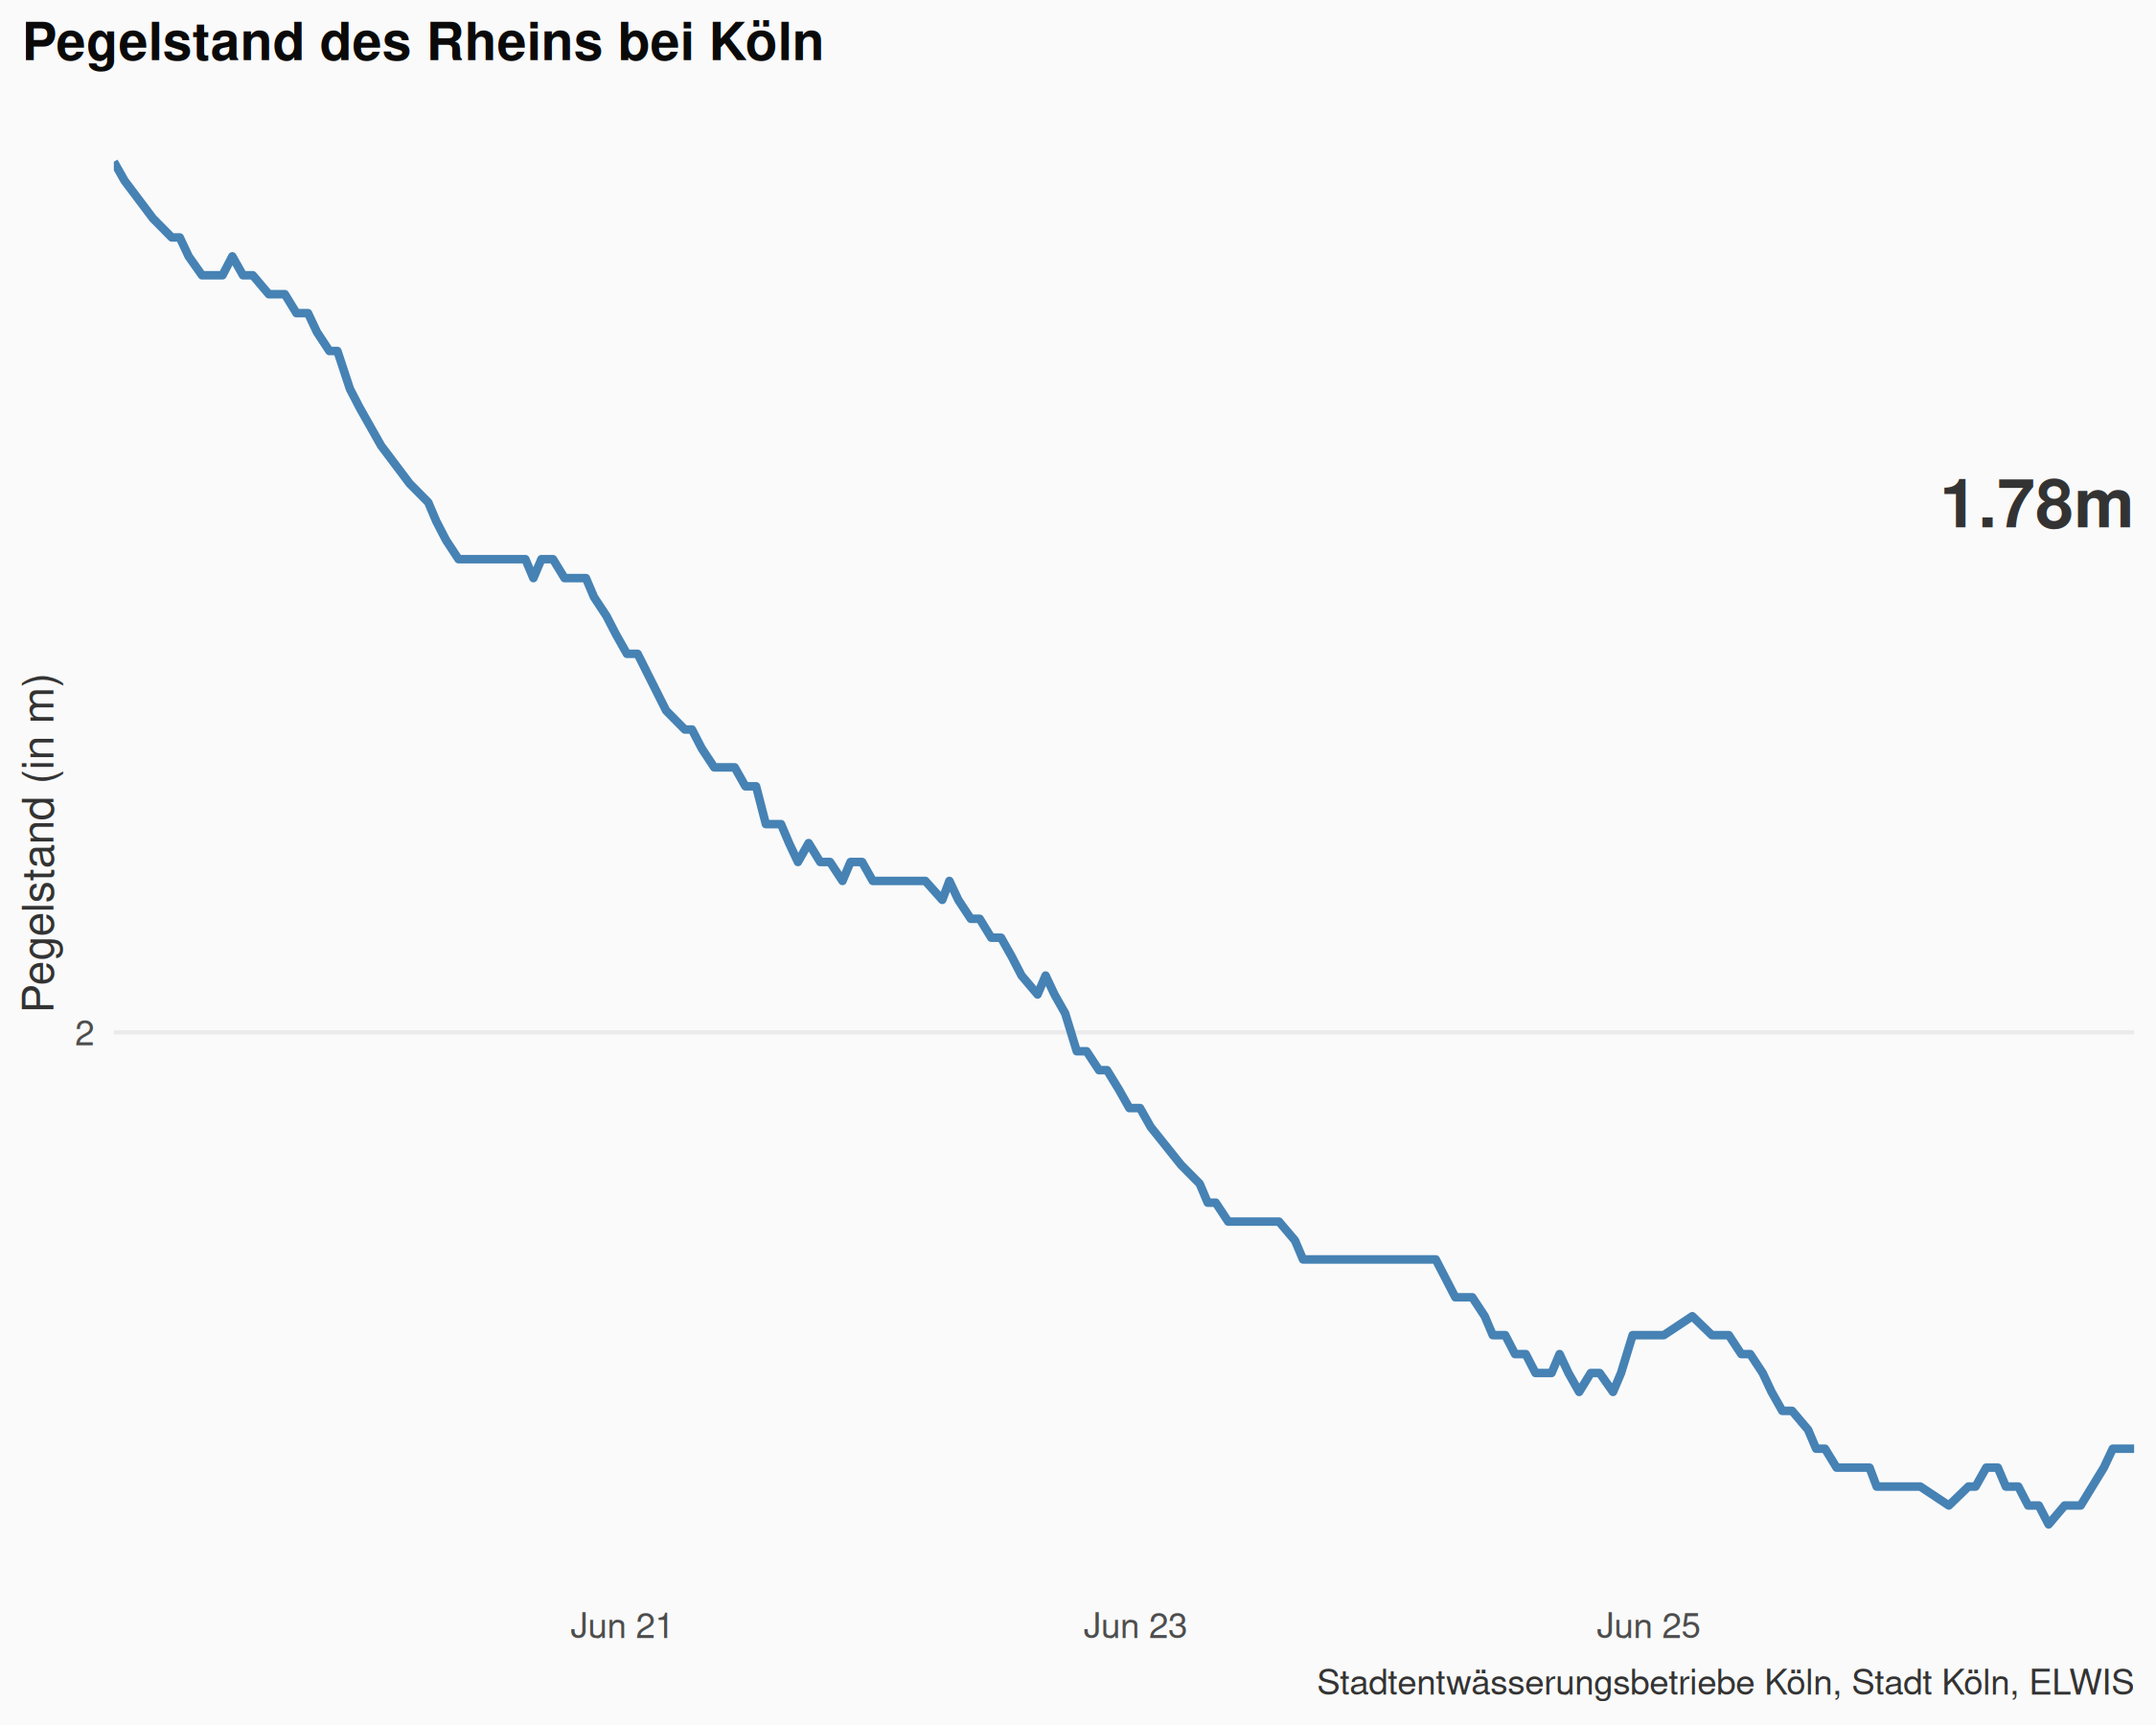 Pegelstand des Rheins bei Köln
1.78m
Pegelstand (in m)
2
Jun 21
Jun 23
Jun 25
Stadtentwässerungsbetriebe Köln, Stadt Köln, ELWIS